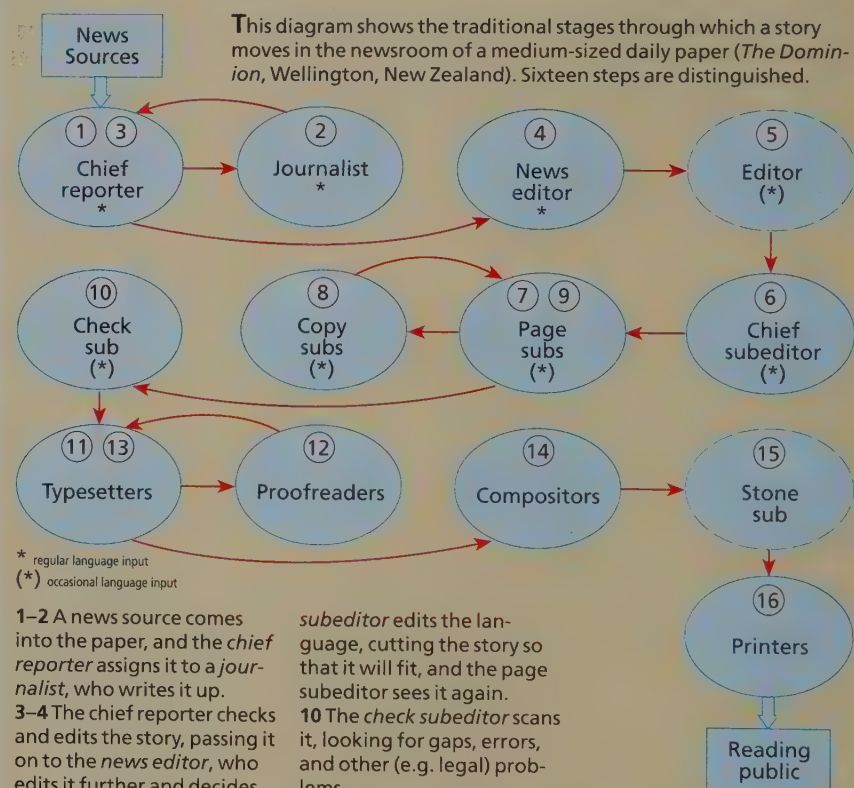 News
Sources
This diagram shows the traditional stages through which a story
moves in the newsroom of a medium-sized daily paper (The Domin-
ion, Wellington, New Zealand). Sixteen steps are distinguished.
1 3
Chief
reporter
*
2
Journalist
*
4
News
editor
*
5
Editor
(*)
10
Check
sub
(*)
8
Copy
subs
(*)
7 9
Page
subs
(*)
6
Chief
subeditor
(*)
11 13
Typesetters
12
Proofreaders
14
Compositors
15
Stone
sub
* regular language input
(*) occasional language input
16
Printers
Reading
public
1–2 A news source comes
into the paper, and the chief
reporter assigns it to a jour-
nalist, who writes it up.
3–4 The chief reporter checks
and edits the story, passing it
on to the news editor, who
edits it further and decides
subeditor edits the lan-
guage, cutting the story so
that it will fit, and the page
subeditor sees it again.
10 The check subeditor scans
it, looking for gaps, errors,
and other (e.g. legal) prob-
lems.